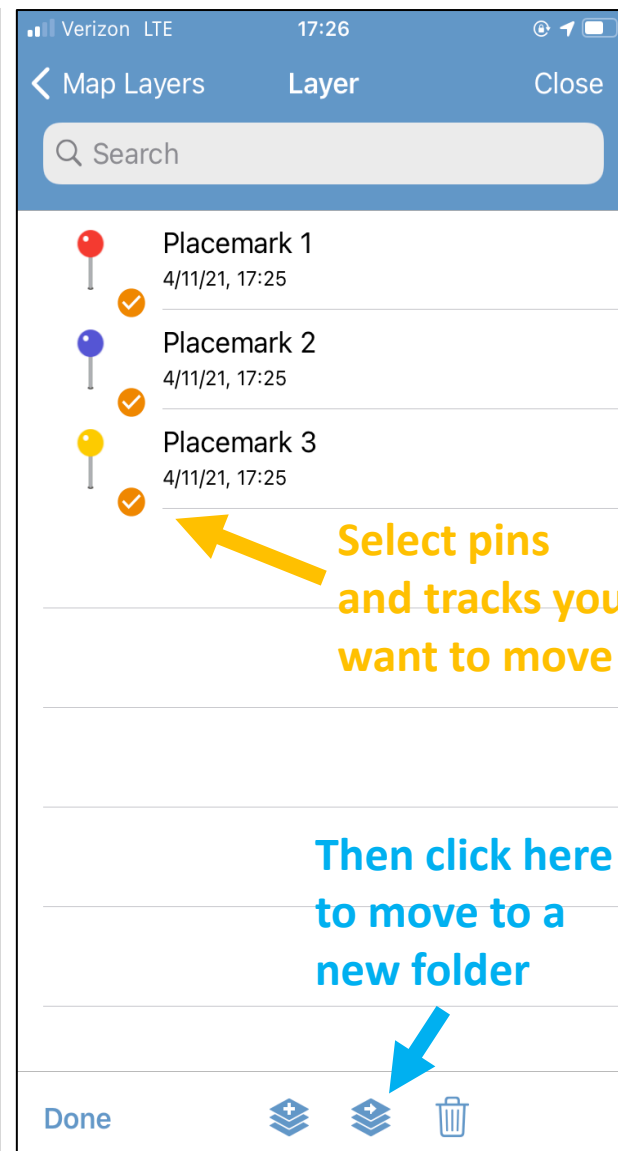 Verizon LTE 17:26
Map Layers Layer Close
Search
Placemark 1
4/11/21, 17:25
Placemark 2
4/11/21, 17:25
Placemark 3
4/11/21, 17:25
Select pins
and tracks you
want to move
Then click here
to move to a
new folder
Done